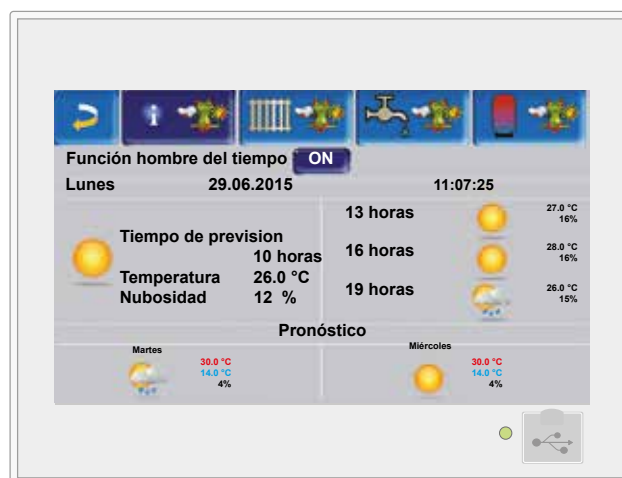 i
Función hombre del tiempo ON
Lunes 29.06.2015 11:07:25
Tiempo de prevision
10 horas
Temperatura 26.0 °C
Nubosidad 12 %
13 horas 27.0 °C
16%
16 horas 28.0 °C
16%
19 horas 26.0 °C
15%
Pronóstico
Martes
30.0 °C
14.0 °C
4%
Miércoles
30.0 °C
14.0 °C
4%